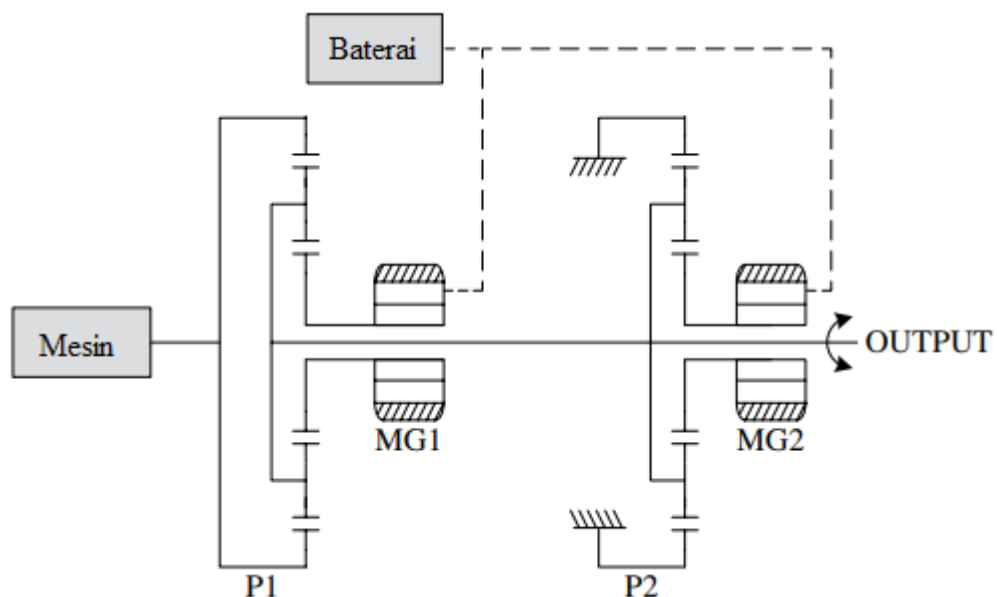 Baterai
Mesin
OUTPUT
MG1
MG2
P1
P2